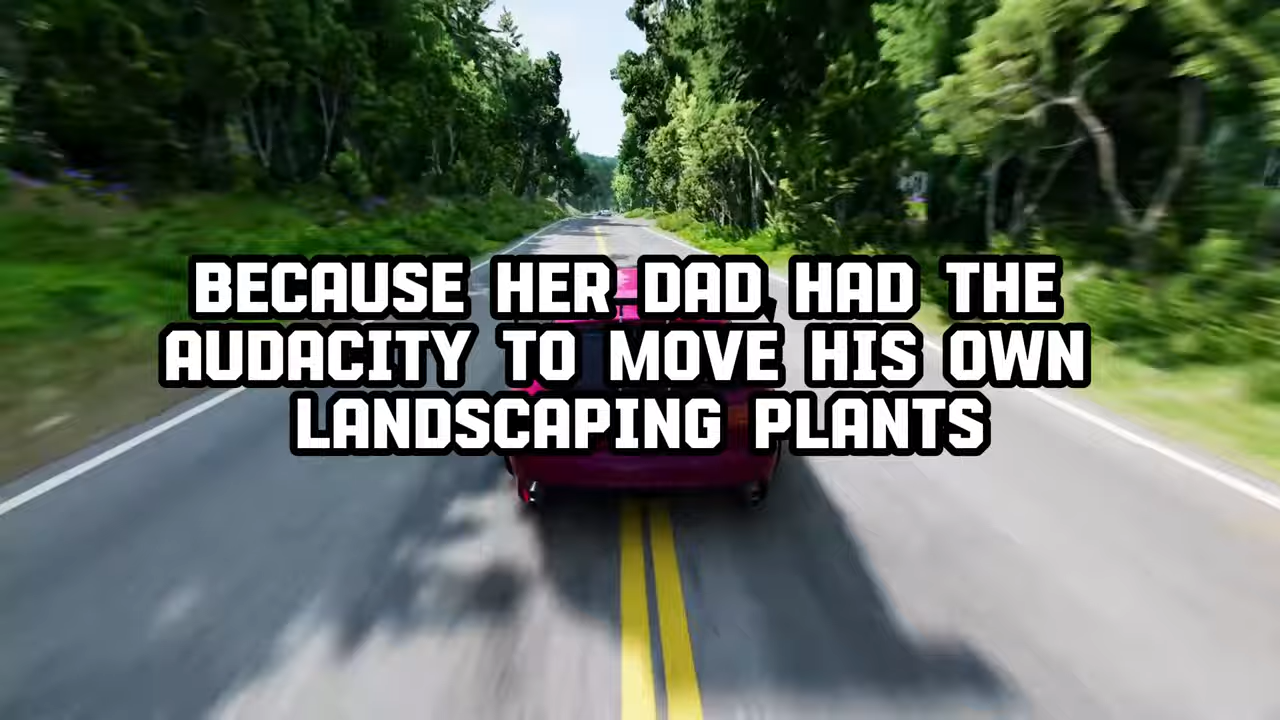 BECAUSE HER DAD HAD THE
AUDACITY TO MOVE HIS OWN
LANDSCAPING PLANTS